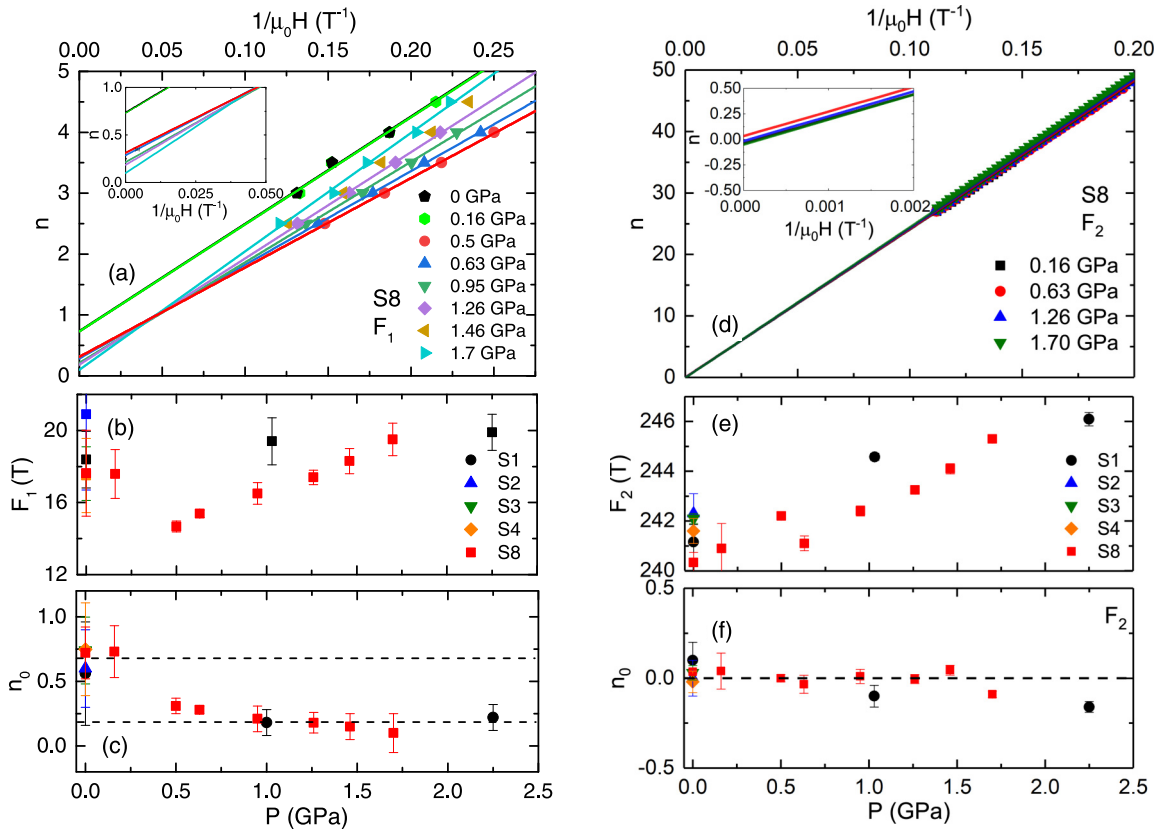 1/μ₀H (T⁻¹)
0.00 0.05 0.10 0.15 0.20 0.25
5
4
3
2
1
0
n
1.0
0.5
0.0
n
0.000 0.025 0.050
1/μ₀H (T⁻¹)
(a)
S8
F₁
0 GPa
0.16 GPa
0.5 GPa
0.63 GPa
0.95 GPa
1.26 GPa
1.46 GPa
1.7 GPa
1/μ₀H (T⁻¹)
0.00 0.05 0.10 0.15 0.20
50
40
30
20
10
0
n
0.50
0.25
0.00
-0.25
-0.50
n
0.000 0.001 0.002
1/μ₀H (T⁻¹)
(d)
S8
F₂
0.16 GPa
0.63 GPa
1.26 GPa
1.70 GPa
(b)
20
16
12
F₁ (T)
S1
S2
S3
S4
S8
(e)
246
244
242
240
F₂ (T)
S1
S2
S3
S4
S8
(c)
1.0
0.5
0.0
n₀
0.0 0.5 1.0 1.5 2.0 2.5
P (GPa)
(f)
F₂
0.5
0.0
-0.5
n₀
0.0 0.5 1.0 1.5 2.0 2.5
P (GPa)